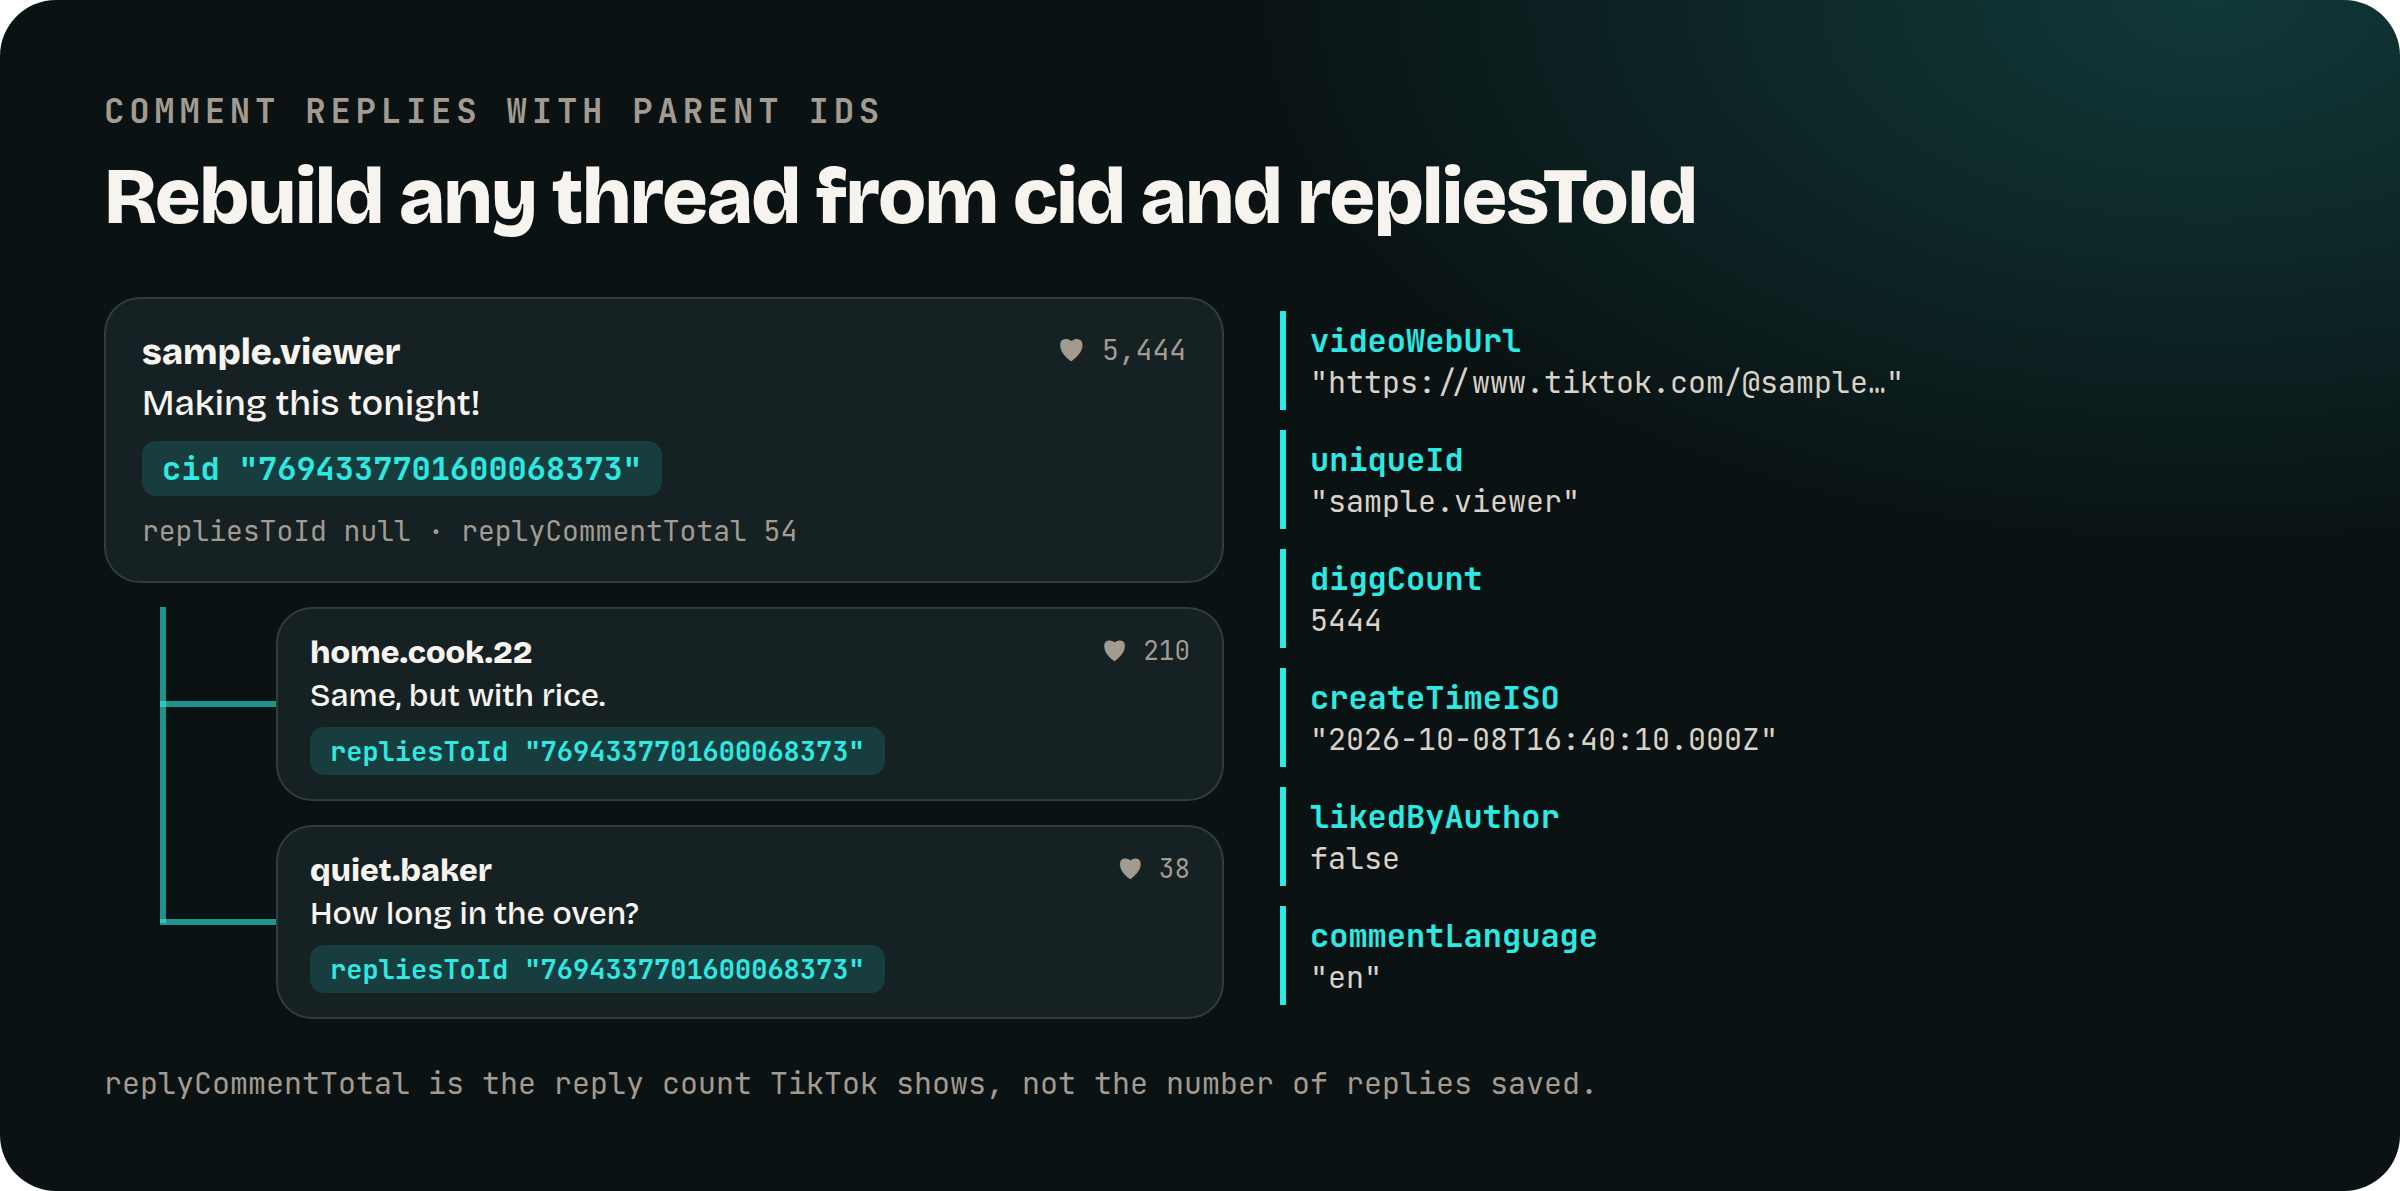 COMMENT REPLIES WITH PARENT IDS
Rebuild any thread from cid and repliesToId
sample.viewer
5,444
Making this tonight!
cid "7694337701600068373"
repliesToId null · replyCommentTotal 54
home.cook.22
210
Same, but with rice.
repliesToId "7694337701600068373"
quiet.baker
38
How long in the oven?
repliesToId "7694337701600068373"
videoWebUrl
"https://www.tiktok.com/@sample…"
uniqueId
"sample.viewer"
diggCount
5444
createTimeISO
"2026-10-08T16:40:10.000Z"
likedByAuthor
false
commentLanguage
"en"
replyCommentTotal is the reply count TikTok shows, not the number of replies saved.